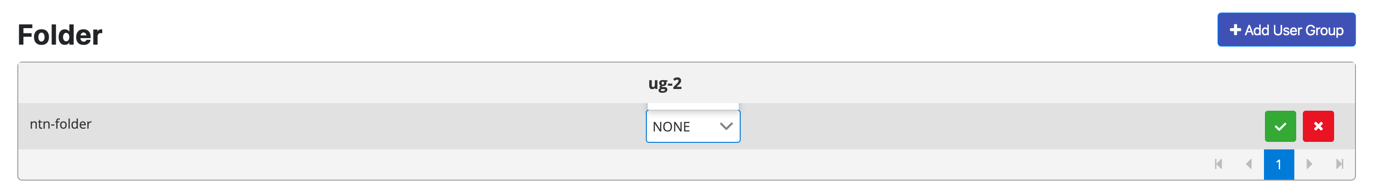 Folder
Add User Group
ug-2
ntn-folder
NONE
1